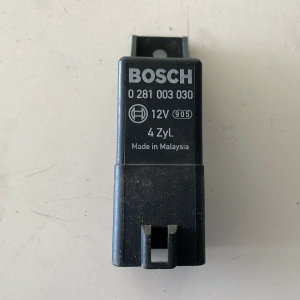 BOSCH
0 281 003 030
12V 905
4 Zyl.
Made in Malaysia